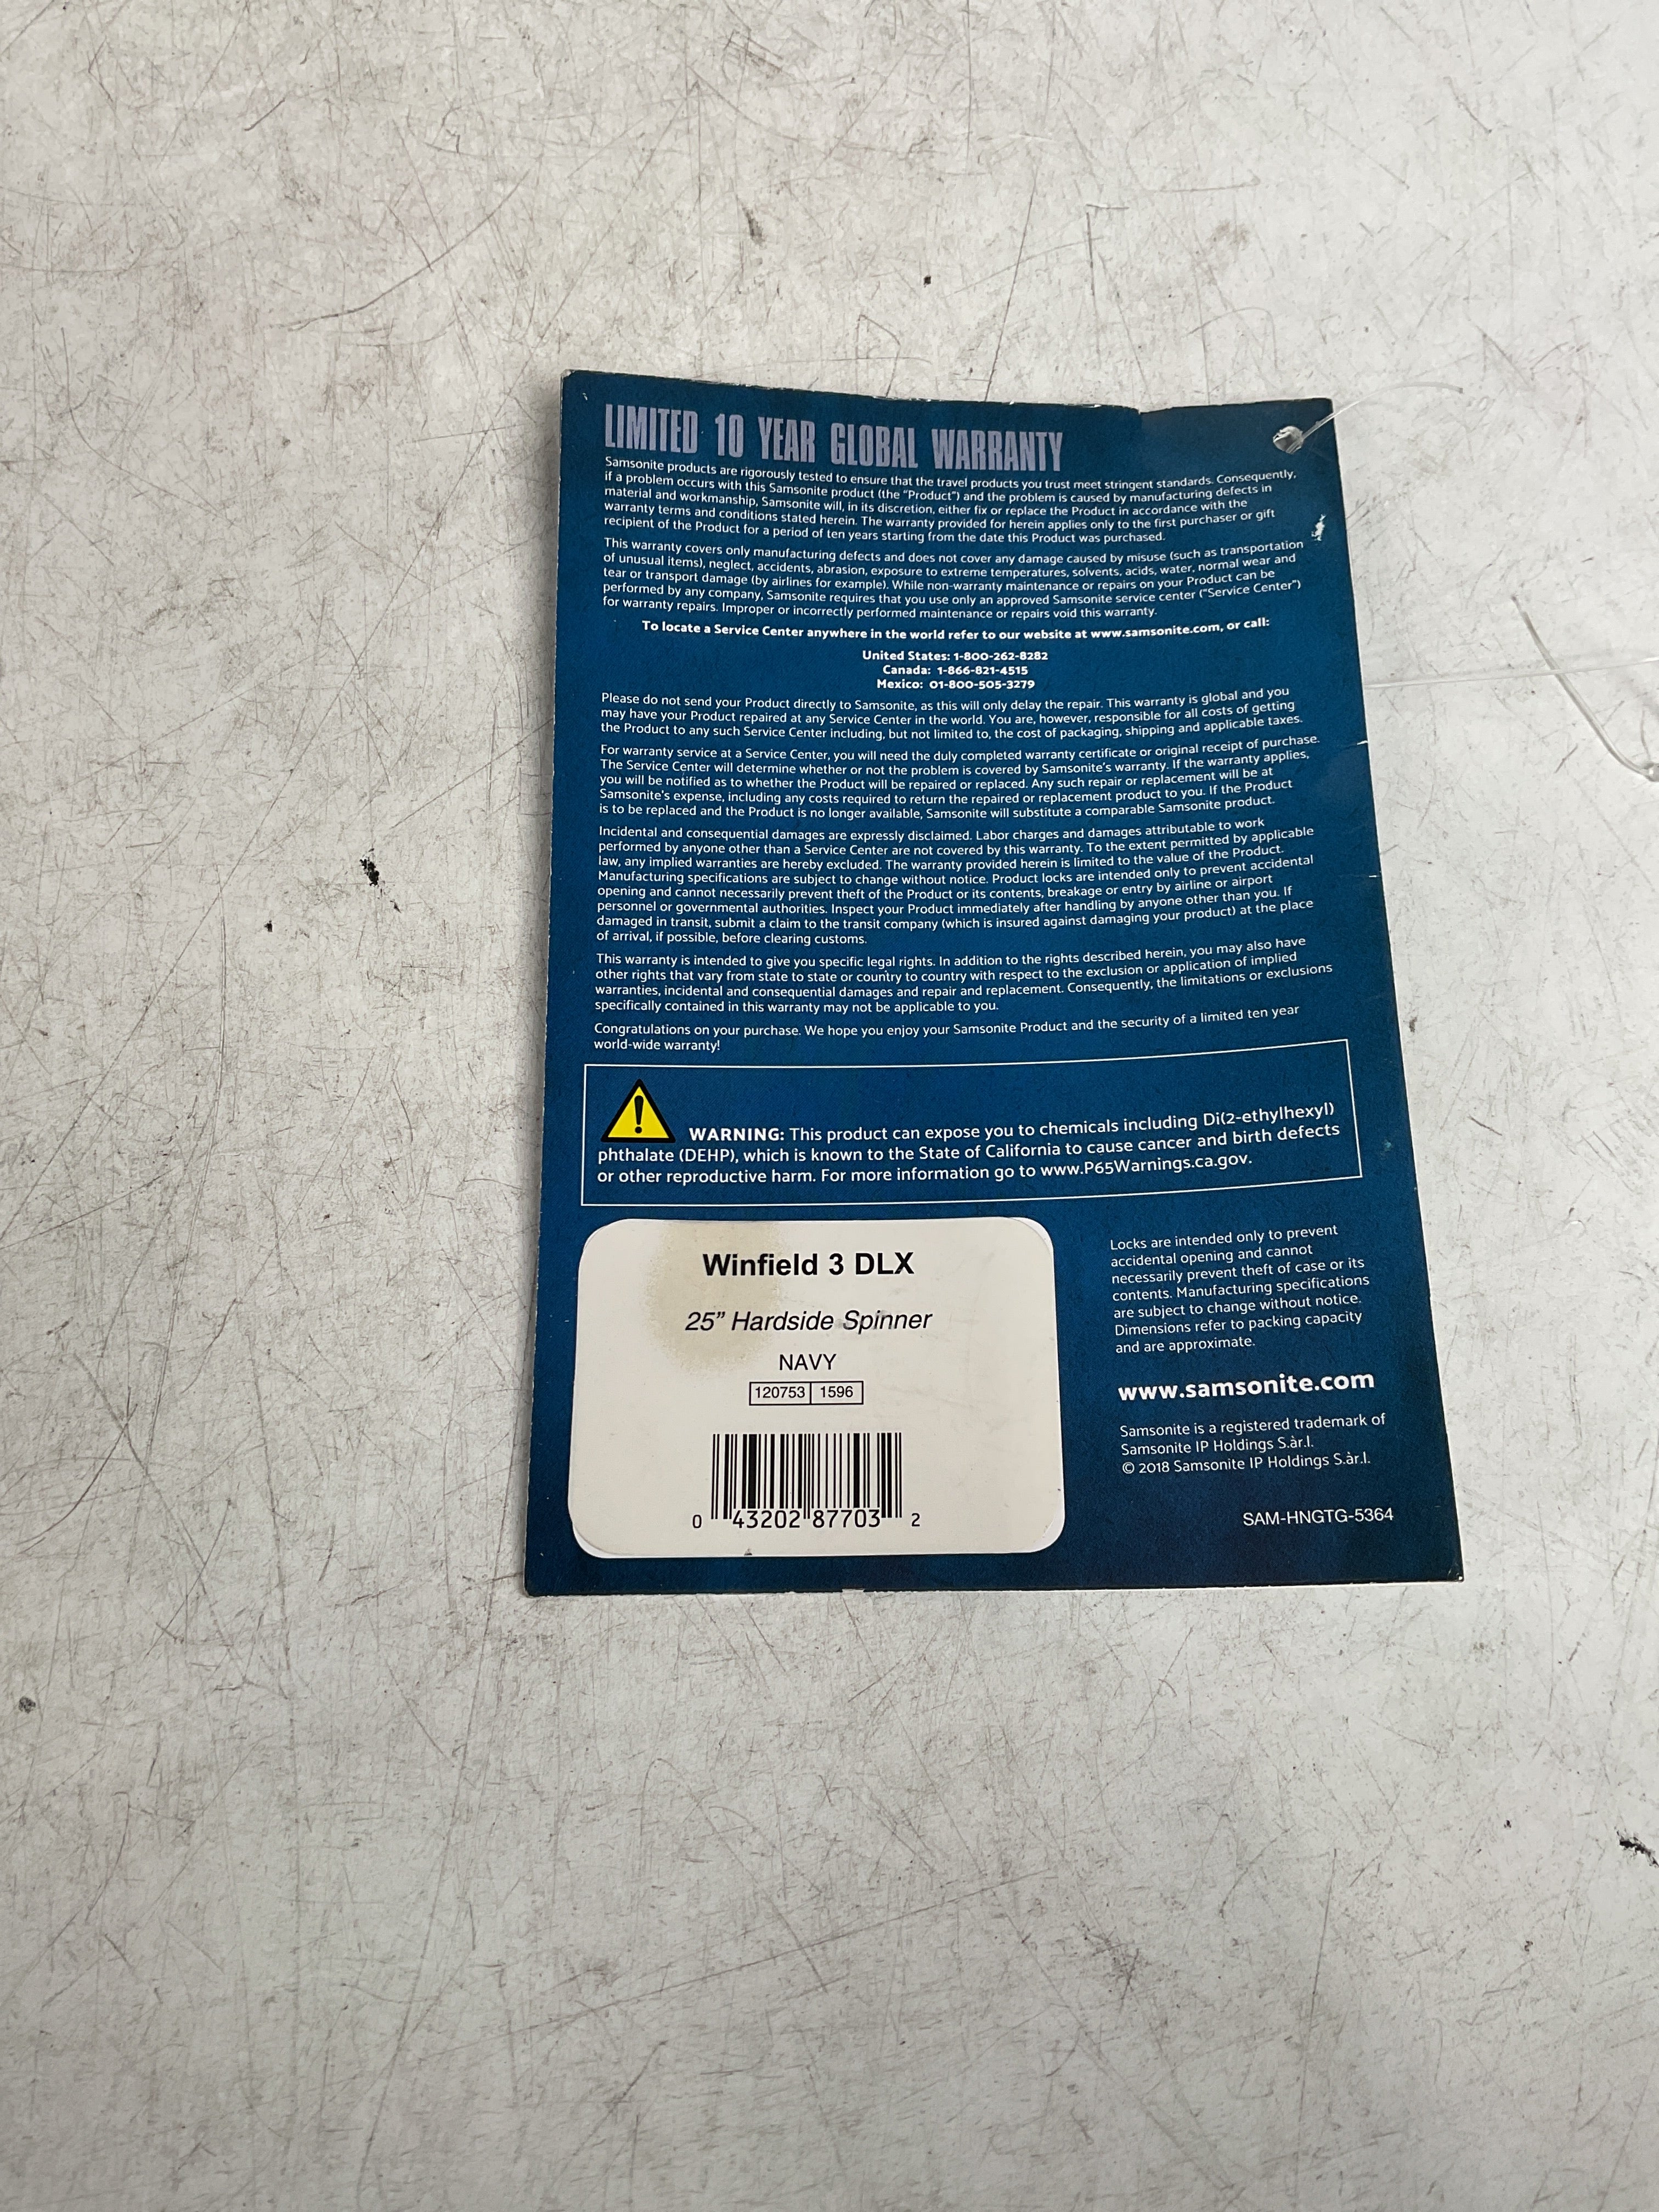 LIMITED 10 YEAR GLOBAL WARRANTY
Samsonite products are rigorously tested to ensure that the travel products you trust meet stringent standards. Consequently,
if a problem occurs with this Samsonite product (the “Product”) and the problem is caused by manufacturing defects in
material and workmanship, Samsonite will, in its discretion, either fix or replace the Product in accordance with the
warranty terms and conditions stated herein. The warranty provided for herein applies only to the first purchaser or gift
recipient of the Product for a period of ten years starting from the date this Product was purchased.
This warranty covers only manufacturing defects and does not cover any damage caused by misuse (such as transportation
of unusual items), neglect, accidents, abrasion, exposure to extreme temperatures, solvents, acids, water, normal wear and
tear or transport damage (by airlines for example). While non-warranty maintenance or repairs on your Product can be
performed by any company, Samsonite requires that you use only an approved Samsonite service center (“Service Center”)
for warranty repairs. Improper or incorrectly performed maintenance or repairs void this warranty.
To locate a Service Center anywhere in the world refer to our website at www.samsonite.com, or call:
United States: 1-800-262-8282
Canada: 1-866-821-4515
Mexico: 01-800-505-3279
Please do not send your Product directly to Samsonite, as this will only delay the repair. This warranty is global and you
may have your Product repaired at any Service Center in the world. You are, however, responsible for all costs of getting
the Product to any such Service Center including, but not limited to, the cost of packaging, shipping and applicable taxes.
For warranty service at a Service Center, you will need the duly completed warranty certificate or original receipt of purchase.
The Service Center will determine whether or not the problem is covered by Samsonite's warranty. If the warranty applies,
you will be notified as to whether the Product will be repaired or replaced. Any such repair or replacement will be at
Samsonite's expense, including any costs required to return the repaired or replacement product to you. If the Product
is to be replaced and the Product is no longer available, Samsonite will substitute a comparable Samsonite product.
Incidental and consequential damages are expressly disclaimed. Labor charges and damages attributable to work
performed by anyone other than a Service Center are not covered by this warranty. To the extent permitted by applicable
law, any implied warranties are hereby excluded. The warranty provided herein is limited to the value of the Product.
Manufacturing specifications are subject to change without notice. Product locks are intended only to prevent accidental
opening and cannot necessarily prevent theft of the Product or its contents, breakage or entry by airline or airport
personnel or governmental authorities. Inspect your Product immediately after handling by anyone other than you. If
damaged in transit, submit a claim to the transit company (which is insured against damaging your product) at the place
of arrival, if possible, before clearing customs.
This warranty is intended to give you specific legal rights. In addition to the rights described herein, you may also have
other rights that vary from state to state or country to country with respect to the exclusion or application of implied
warranties, incidental and consequential damages and repair and replacement. Consequently, the limitations or exclusions
specifically contained in this warranty may not be applicable to you.
Congratulations on your purchase. We hope you enjoy your Samsonite Product and the security of a limited ten year
world-wide warranty!
WARNING: This product can expose you to chemicals including Di(2-ethylhexyl)
phthalate (DEHP), which is known to the State of California to cause cancer and birth defects
or other reproductive harm. For more information go to www.P65Warnings.ca.gov.
Winfield 3 DLX
25” Hardside Spinner
NAVY
120753 1596
0 43202 87703 2
Locks are intended only to prevent
accidental opening and cannot
necessarily prevent theft of case or its
contents. Manufacturing specifications
are subject to change without notice.
Dimensions refer to packing capacity
and are approximate.
www.samsonite.com
Samsonite is a registered trademark of
Samsonite IP Holdings S.àr.l.
© 2018 Samsonite IP Holdings S.àr.l.
SAM-HNGTG-5364